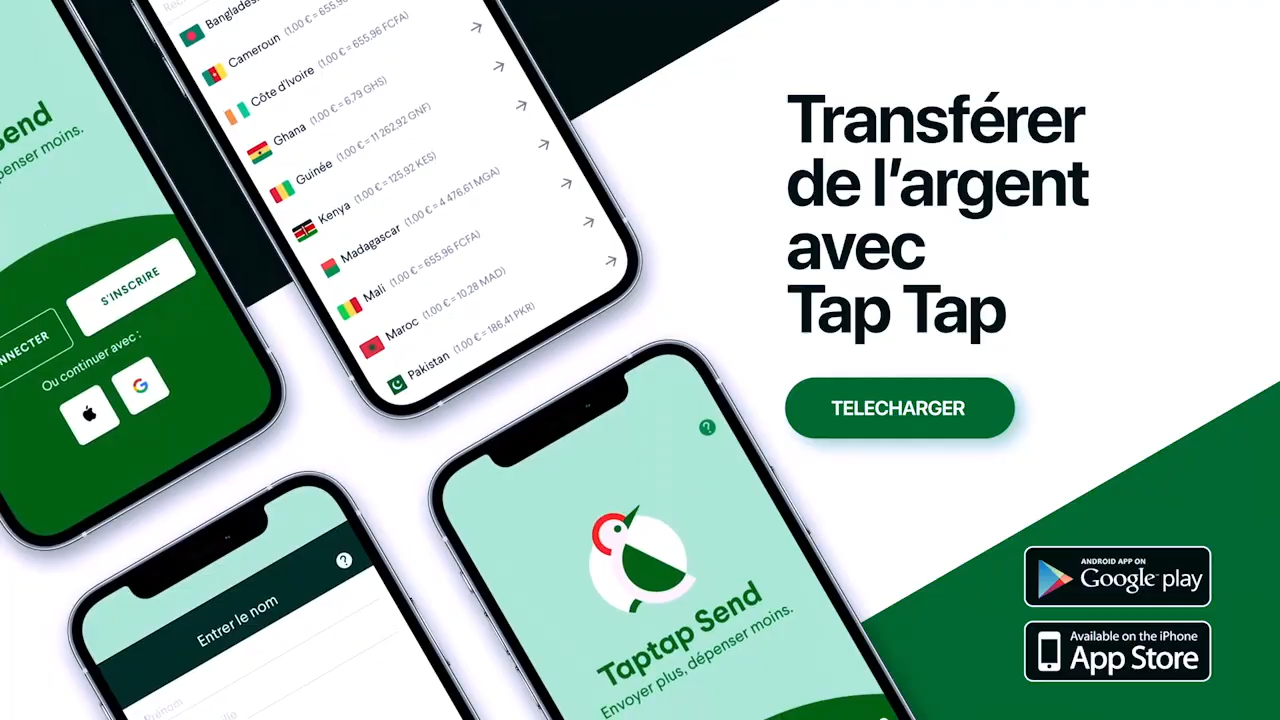 Send
penser moins.
S'INSCRIRE
NNECTER
Ou continuer avec :
Banglades
Cameroun (1.00 € = 655.96 FCFA)
Côte d'Ivoire (1.00 € = 655,96 FCFA)
Ghana (1.00 € = 6.79 GHS)
Guinée (1.00 € = 11 262,92 GNF)
Kenya (1.00 € = 125.92 KES)
Madagascar (1.00 € = 4 476.61 MGA)
Mali (1.00 € = 655,96 FCFA)
Maroc (1.00 € = 10.28 MAD)
Pakistan (1.00 € = 186.41 PKR)
Entrer le nom
Prénom
?
?
Taptap Send
Envoyer plus, dépenser moins.
Transférer
de l'argent
avec
Tap Tap
TELECHARGER
ANDROID APP ON
Google play
Available on the iPhone
App Store